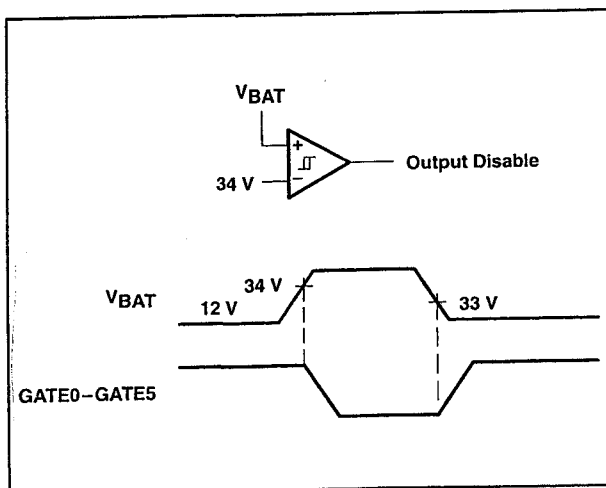 VBAT
+
34 V
−
Output Disable
34 V
VBAT
12 V
33 V
GATE0–GATE5